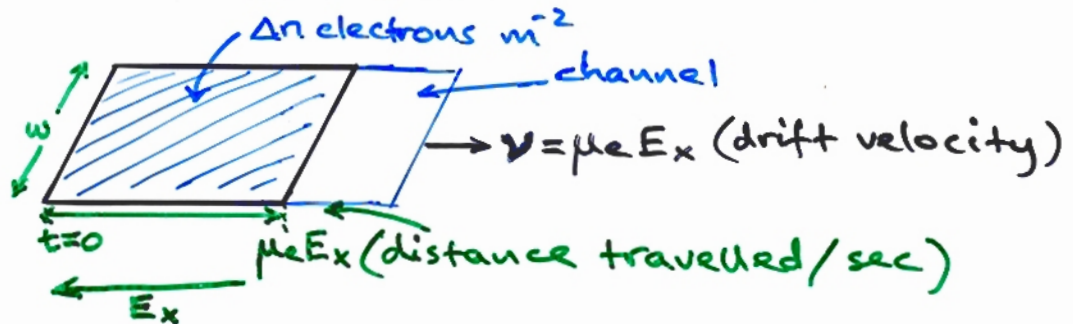 Δn electrons m⁻²
channel
w
v = μₑEₓ (drift velocity)
t=0
μₑEₓ (distance travelled/sec)
Eₓ